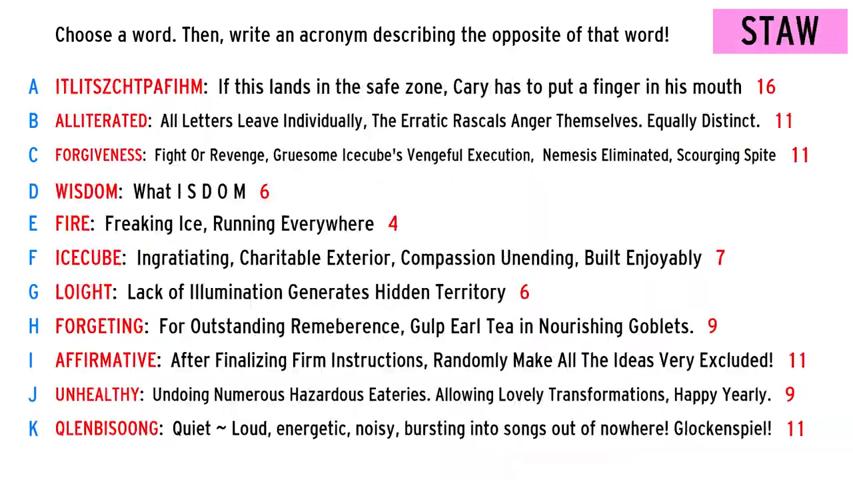 Choose a word. Then, write an acronym describing the opposite of that word!
STAW
A ITLITSZCHTPAFIHM: If this lands in the safe zone, Cary has to put a finger in his mouth 16
B ALLITERATED: All Letters Leave Individually, The Erratic Rascals Anger Themselves. Equally Distinct. 11
C FORGIVENESS: Fight Or Revenge, Gruesome Icecube's Vengeful Execution, Nemesis Eliminated, Scourging Spite 11
D WISDOM: What I S D O M 6
E FIRE: Freaking Ice, Running Everywhere 4
F ICECUBE: Ingratiating, Charitable Exterior, Compassion Unending, Built Enjoyably 7
G LOIGHT: Lack of Illumination Generates Hidden Territory 6
H FORGETING: For Outstanding Remeberence, Gulp Earl Tea in Nourishing Goblets. 9
I AFFIRMATIVE: After Finalizing Firm Instructions, Randomly Make All The Ideas Very Excluded! 11
J UNHEALTHY: Undoing Numerous Hazardous Eateries. Allowing Lovely Transformations, Happy Yearly. 9
K QLENBISOONG: Quiet ~ Loud, energetic, noisy, bursting into songs out of nowhere! Glockenspiel! 11